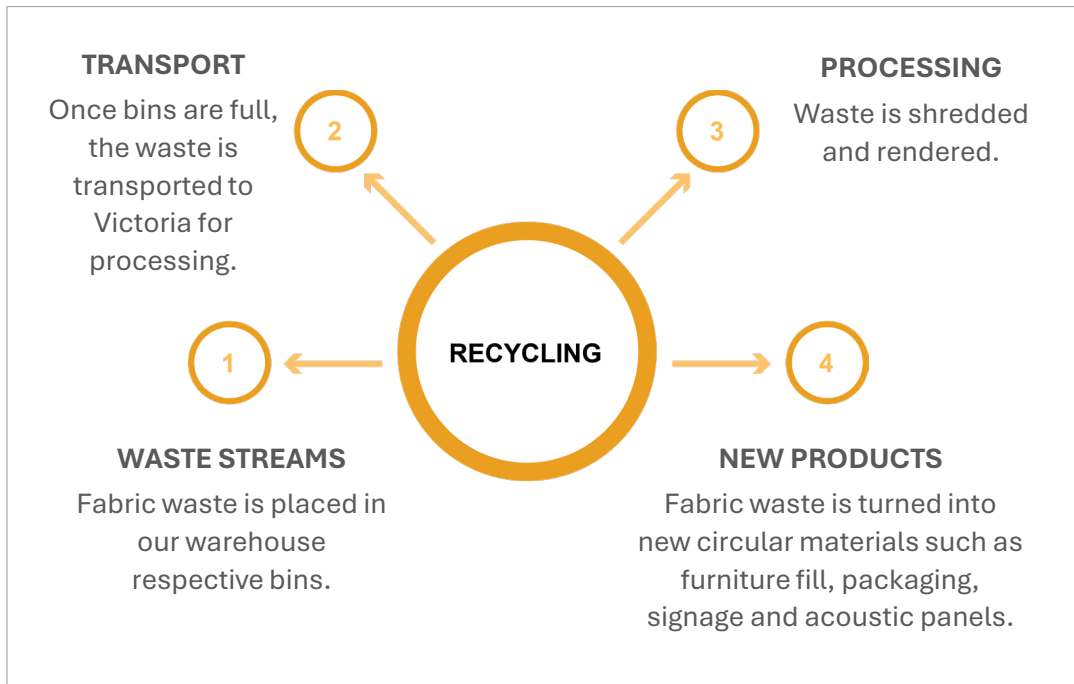 TRANSPORT
Once bins are full,
the waste is
transported to
Victoria for
processing.
2
3
PROCESSING
Waste is shredded
and rendered.
RECYCLING
1
WASTE STREAMS
Fabric waste is placed in
our warehouse
respective bins.
4
NEW PRODUCTS
Fabric waste is turned into
new circular materials such as
furniture fill, packaging,
signage and acoustic panels.